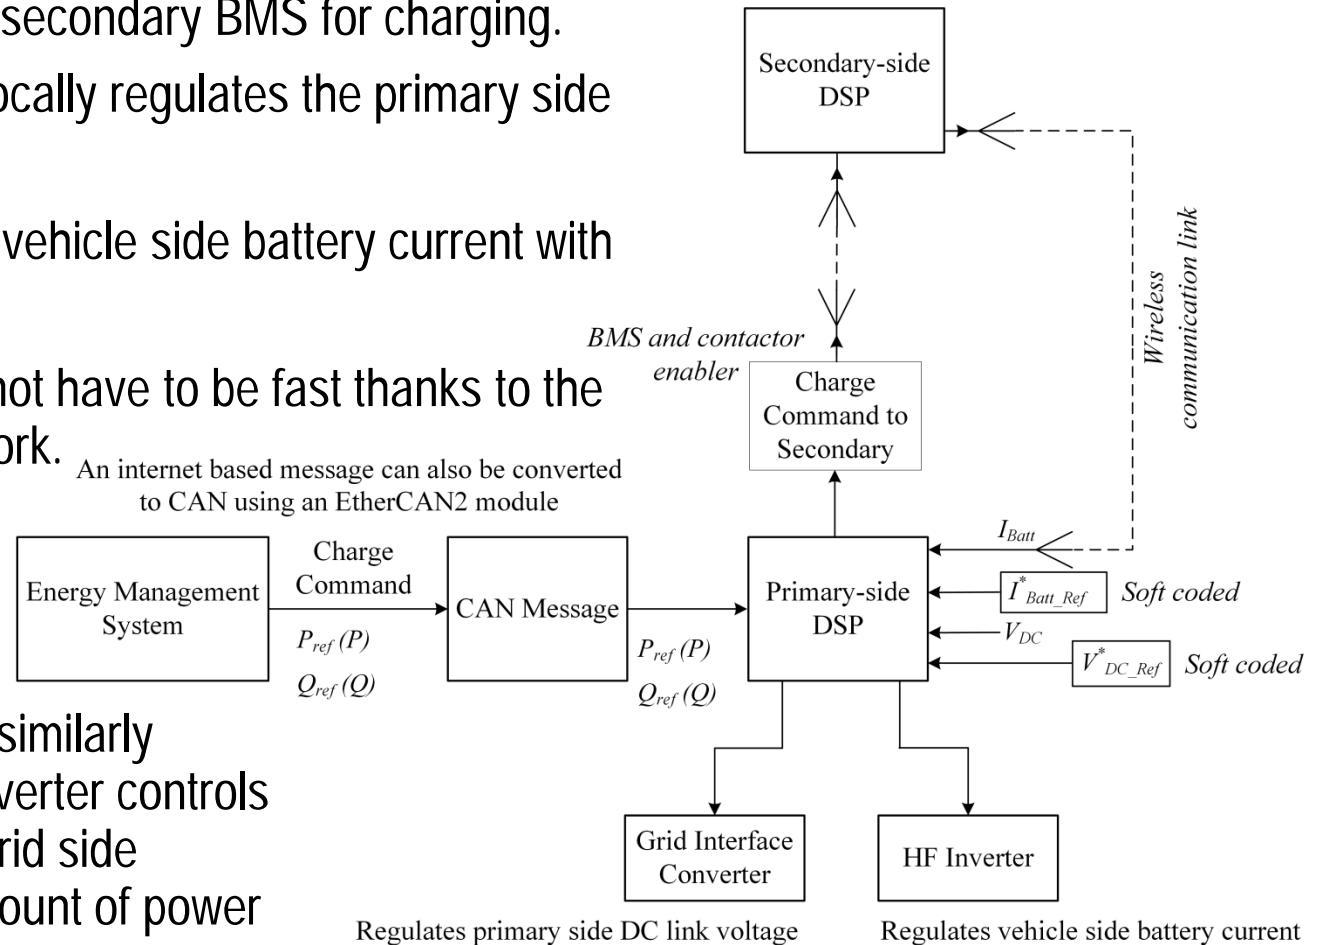 secondary BMS for charging.
ocally regulates the primary side
vehicle side battery current with
not have to be fast thanks to the
ork.
Secondary-side
DSP
Wireless
communication link
BMS and contactor
enabler
Charge
Command to
Secondary
An internet based message can also be converted
to CAN using an EtherCAN2 module
Energy Management
System
Charge
Command
P_ref (P)
Q_ref (Q)
CAN Message
P_ref (P)
Q_ref (Q)
Primary-side
DSP
I_Batt
I*_Batt_Ref Soft coded
V_DC
V*_DC_Ref Soft coded
similarly
verter controls
rid side
ount of power
Grid Interface
Converter
HF Inverter
Regulates primary side DC link voltage
Regulates vehicle side battery current